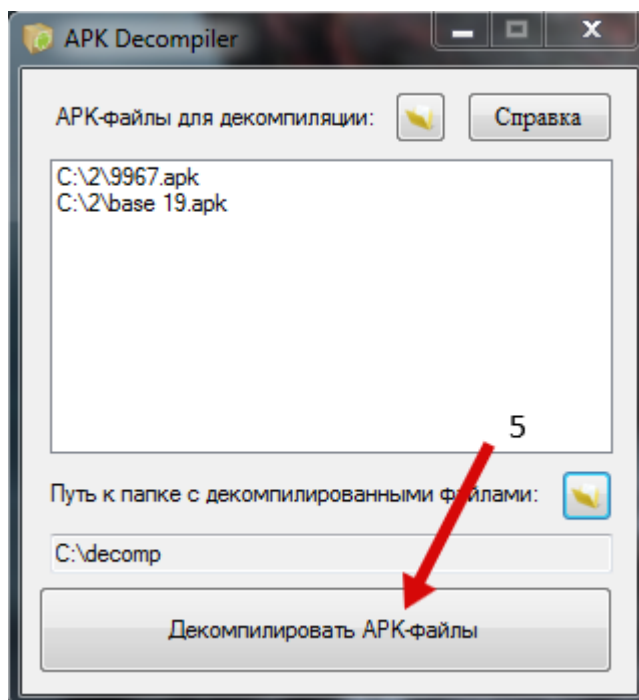 APK Decompiler
APK-файлы для декомпиляции:
Справка
C:\2\9967.apk
C:\2\base 19.apk
5
Путь к папке с декомпилированными файлами:
C:\decomp
Декомпилировать APK-файлы